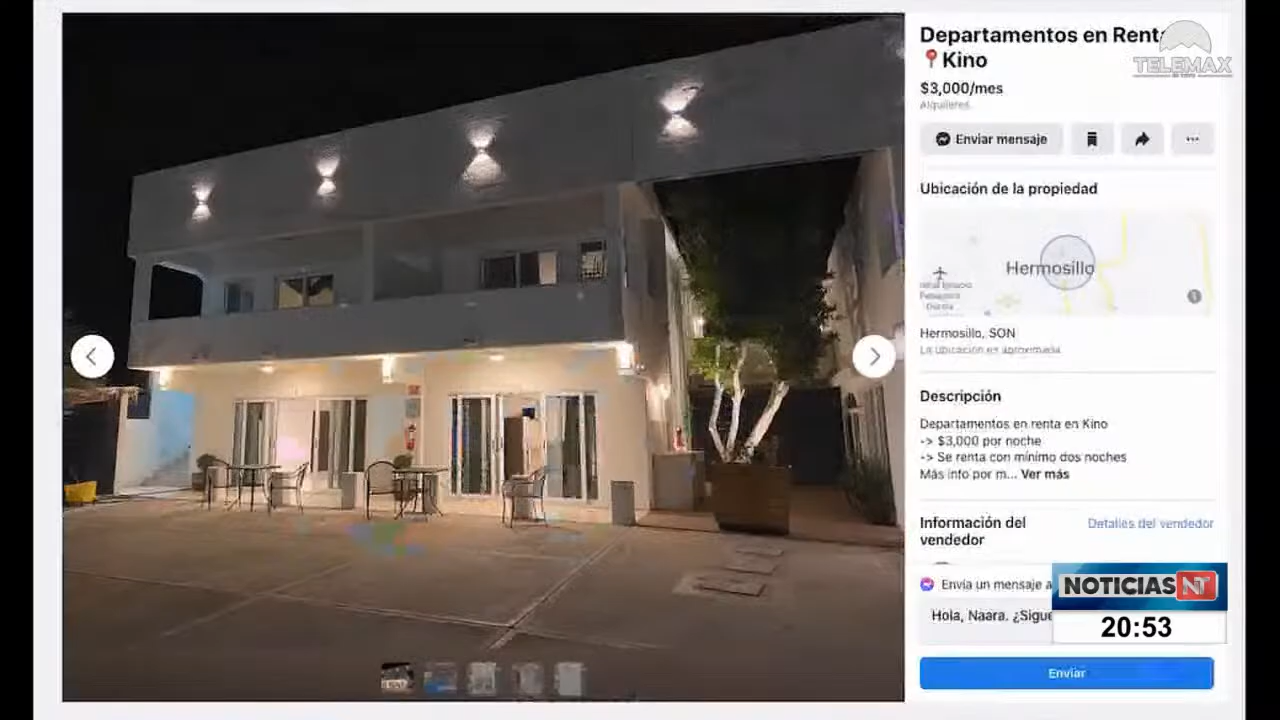 Departamentos en Rent
📍Kino
TELEMAX
$3,000/mes
Alquileres
Enviar mensaje
Ubicación de la propiedad
Hermosillo
Hermosillo, SON
La ubicación es aproximada
Descripción
Departamentos en renta en Kino
-> $3,000 por noche
-> Se renta con mínimo dos noches
Más info por m... Ver más
Información del
vendedor
Detalles del vendedor
Envia un mensaje a
Hola, Naara. ¿Sigue
NOTICIAS NT
20:53
Enviar